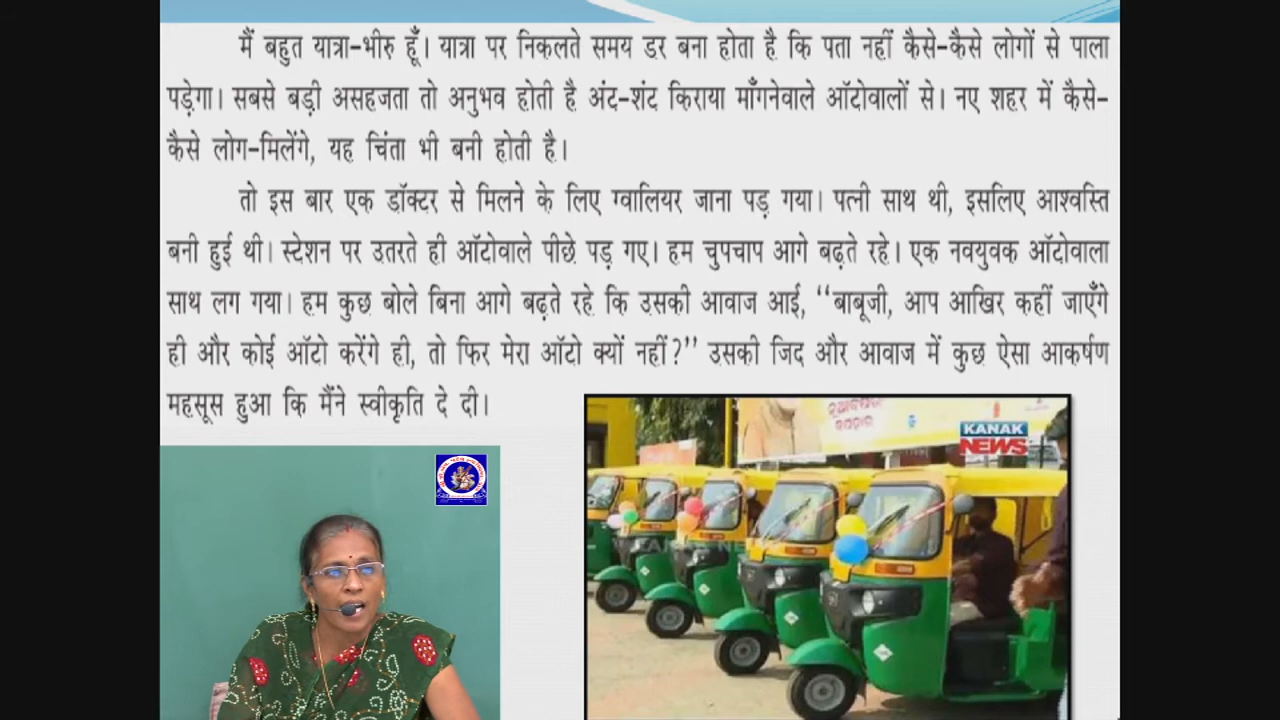 मैं बहुत यात्रा-भीरु हूँ। यात्रा पर निकलते समय डर बना होता है कि पता नहीं कैसे-कैसे लोगों से पाला
पड़ेगा। सबसे बड़ी असहजता तो अनुभव होती है अंट-शंट किराया माँगनेवाले ऑटोवालों से। नए शहर में कैसे-
कैसे लोग-मिलेंगे, यह चिंता भी बनी होती है।
तो इस बार एक डॉक्टर से मिलने के लिए ग्वालियर जाना पड़ गया। पत्नी साथ थी, इसलिए आश्वस्ति
बनी हुई थी। स्टेशन पर उतरते ही ऑटोवाले पीछे पड़ गए। हम चुपचाप आगे बढ़ते रहे। एक नवयुवक ऑटोवाला
साथ लग गया। हम कुछ बोले बिना आगे बढ़ते रहे कि उसकी आवाज आई, ‘‘बाबूजी, आप आखिर कहीं जाएँगे
ही और कोई ऑटो करेंगे ही, तो फिर मेरा ऑटो क्यों नहीं?’’ उसकी जिद और आवाज में कुछ ऐसा आकर्षण
महसूस हुआ कि मैंने स्वीकृति दे दी।
KANAK
NEWS